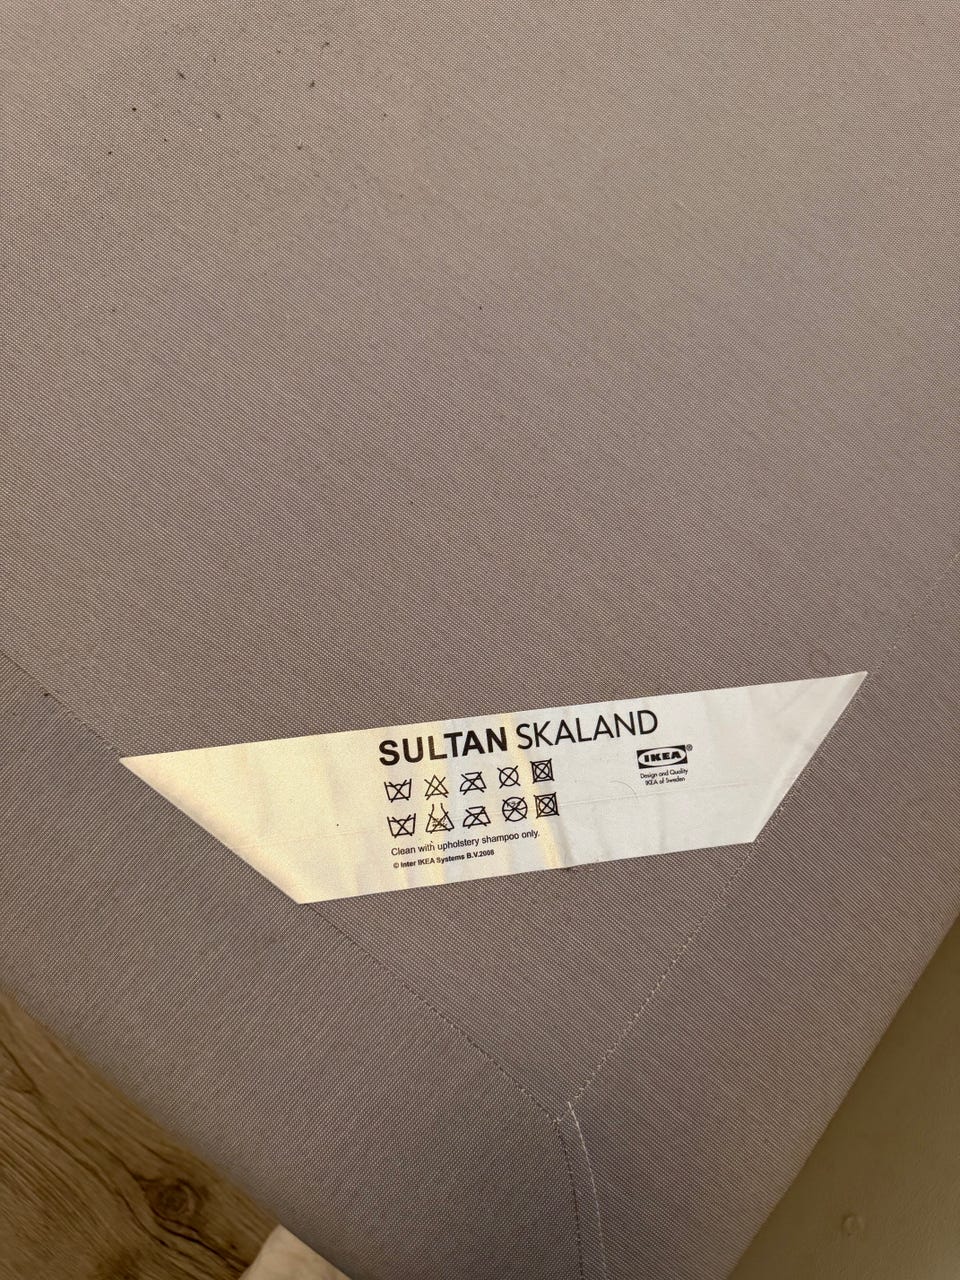 SULTAN SKALAND
IKEA®
Design and Quality
IKEA of Sweden
Clean with upholstery shampoo only.
© Inter IKEA Systems B.V.2008